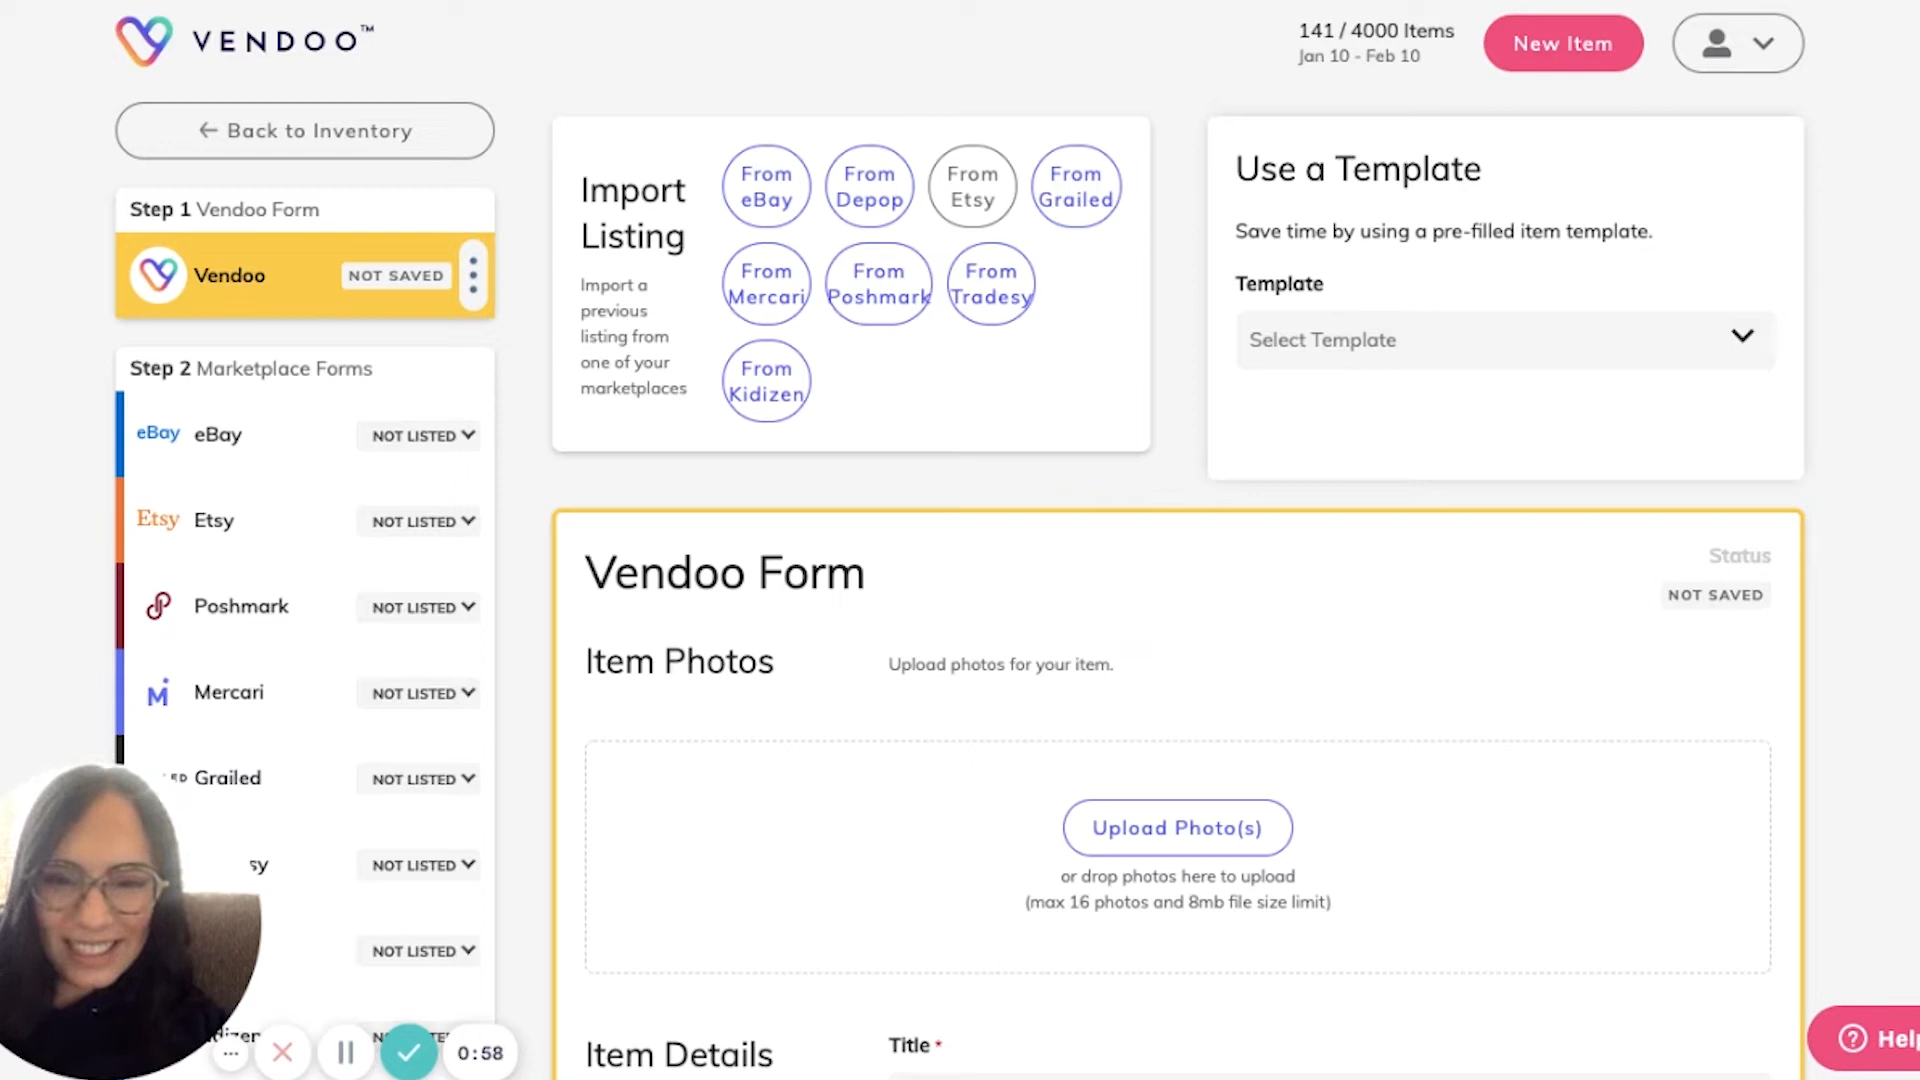 VENDOO™
141 / 4000 Items
Jan 10 - Feb 10
New Item
← Back to Inventory
Step 1 Vendoo Form
Vendoo
NOT SAVED
Step 2 Marketplace Forms
eBay eBay NOT LISTED
Etsy Etsy NOT LISTED
Poshmark NOT LISTED
Mercari NOT LISTED
ED Grailed NOT LISTED
sy NOT LISTED
NOT LISTED
dizen
0:58
Import
Listing
Import a
previous
listing from
one of your
marketplaces
From
eBay
From
Depop
From
Etsy
From
Grailed
From
Mercari
From
Poshmark
From
Tradesy
From
Kidizen
Use a Template
Save time by using a pre-filled item template.
Template
Select Template
Vendoo Form
Status
NOT SAVED
Item Photos
Upload photos for your item.
Upload Photo(s)
or drop photos here to upload
(max 16 photos and 8mb file size limit)
Item Details
Title *
? Help